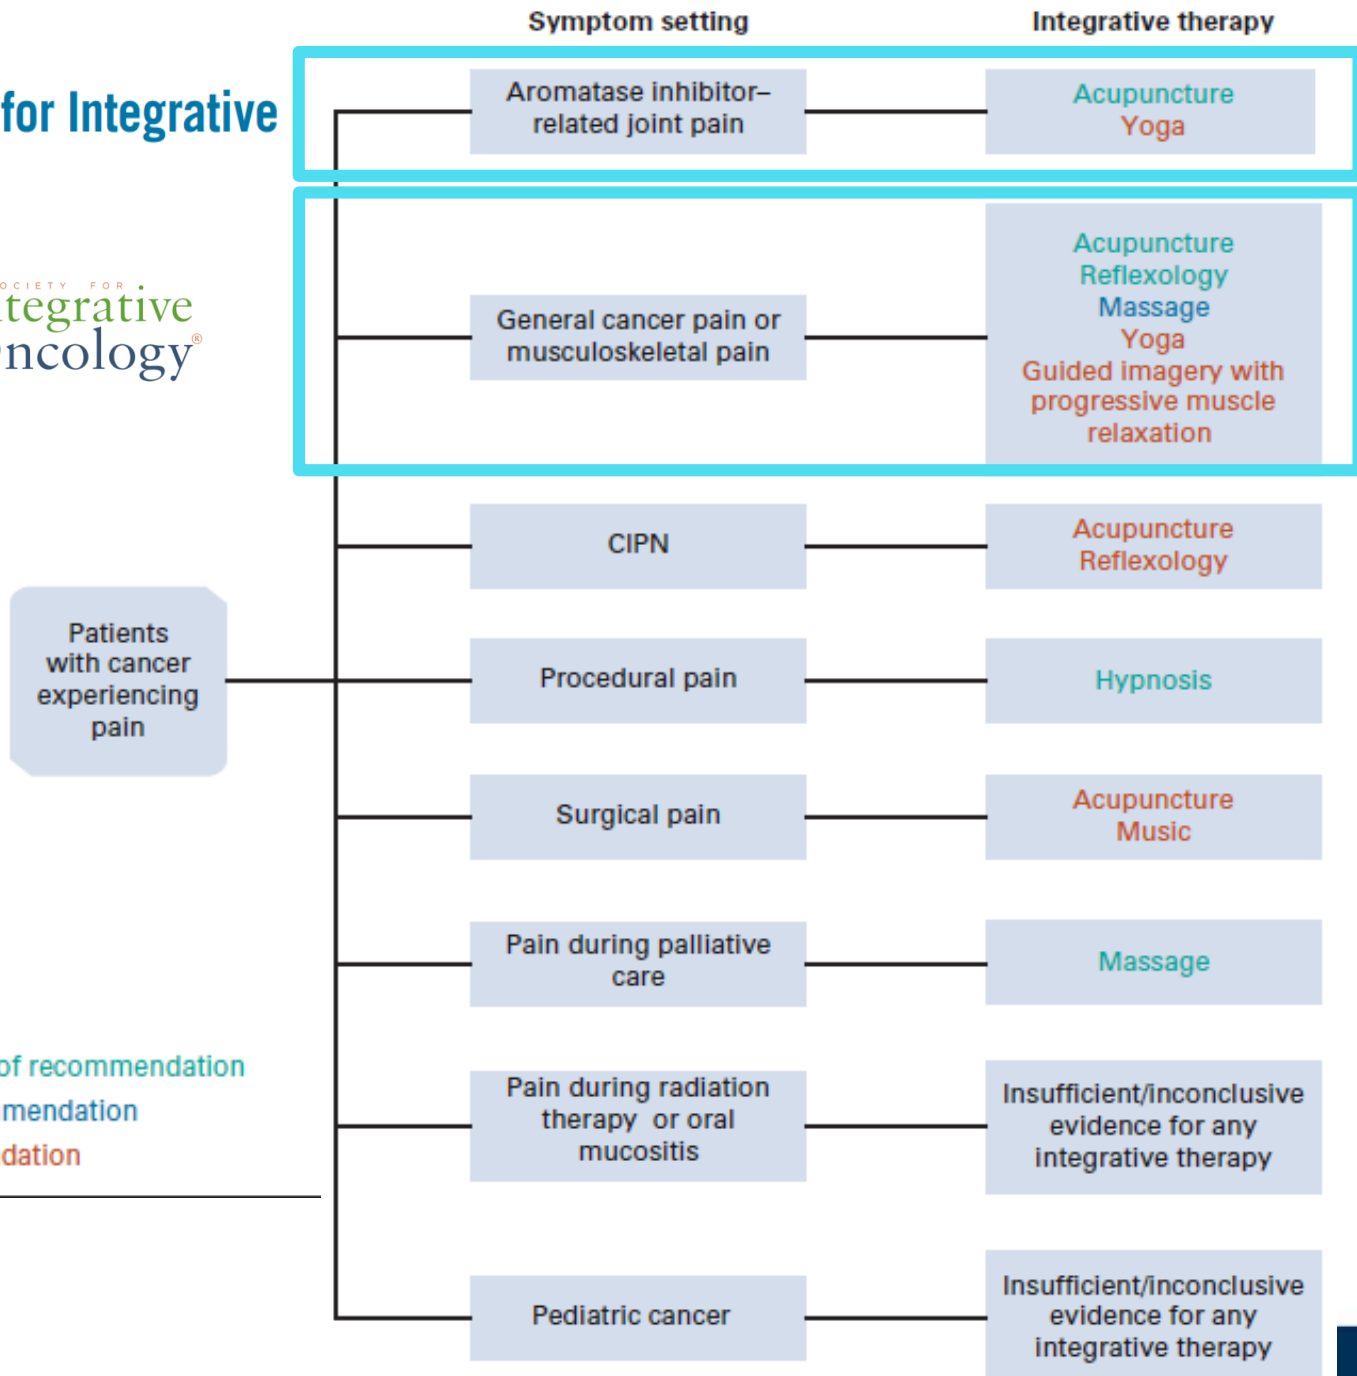 Symptom setting
Integrative therapy
for Integrative
Aromatase inhibitor–
related joint pain
Acupuncture
Yoga
OCIETY FOR
tegrative
ncology®
General cancer pain or
musculoskeletal pain
Acupuncture
Reflexology
Massage
Yoga
Guided imagery with
progressive muscle
relaxation
CIPN
Acupuncture
Reflexology
Patients
with cancer
experiencing
pain
Procedural pain
Hypnosis
Surgical pain
Acupuncture
Music
Pain during palliative
care
Massage
of recommendation
mendation
dation
Pain during radiation
therapy or oral
mucositis
Insufficient/inconclusive
evidence for any
integrative therapy
Pediatric cancer
Insufficient/inconclusive
evidence for any
integrative therapy